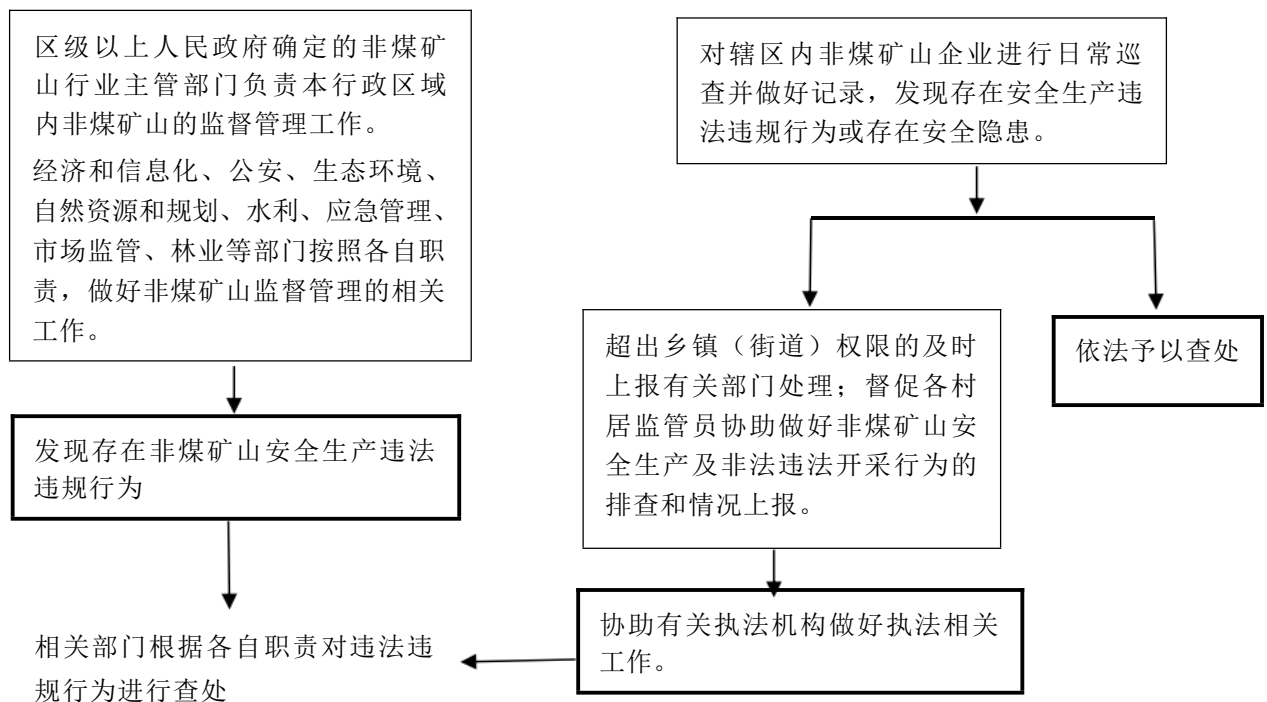 区级以上人民政府确定的非煤矿
山行业主管部门负责本行政区域
内非煤矿山的监督管理工作。
经济和信息化、公安、生态环境、
自然资源和规划、水利、应急管理、
市场监管、林业等部门按照各自职
责，做好非煤矿山监督管理的相关
工作。
发现存在非煤矿山安全生产违法
违规行为
相关部门根据各自职责对违法违
规行为进行查处
对辖区内非煤矿山企业进行日常巡
查并做好记录，发现存在安全生产违
法违规行为或存在安全隐患。
超出乡镇（街道）权限的及时
上报有关部门处理；督促各村
居监管员协助做好非煤矿山安
全生产及非法违法开采行为的
排查和情况上报。
依法予以查处
协助有关执法机构做好执法相关
工作。